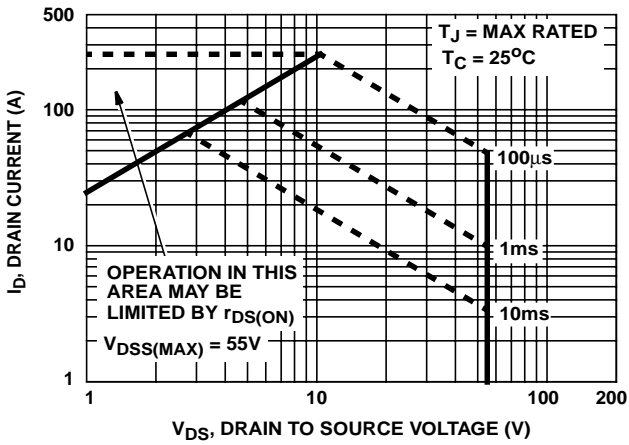 500
T_J = MAX RATED
T_C = 25°C
100
100µs
I_D, DRAIN CURRENT (A)
10
1ms
OPERATION IN THIS
AREA MAY BE
LIMITED BY r_DS(ON)
10ms
V_DSS(MAX) = 55V
1
1
10
100
200
V_DS, DRAIN TO SOURCE VOLTAGE (V)